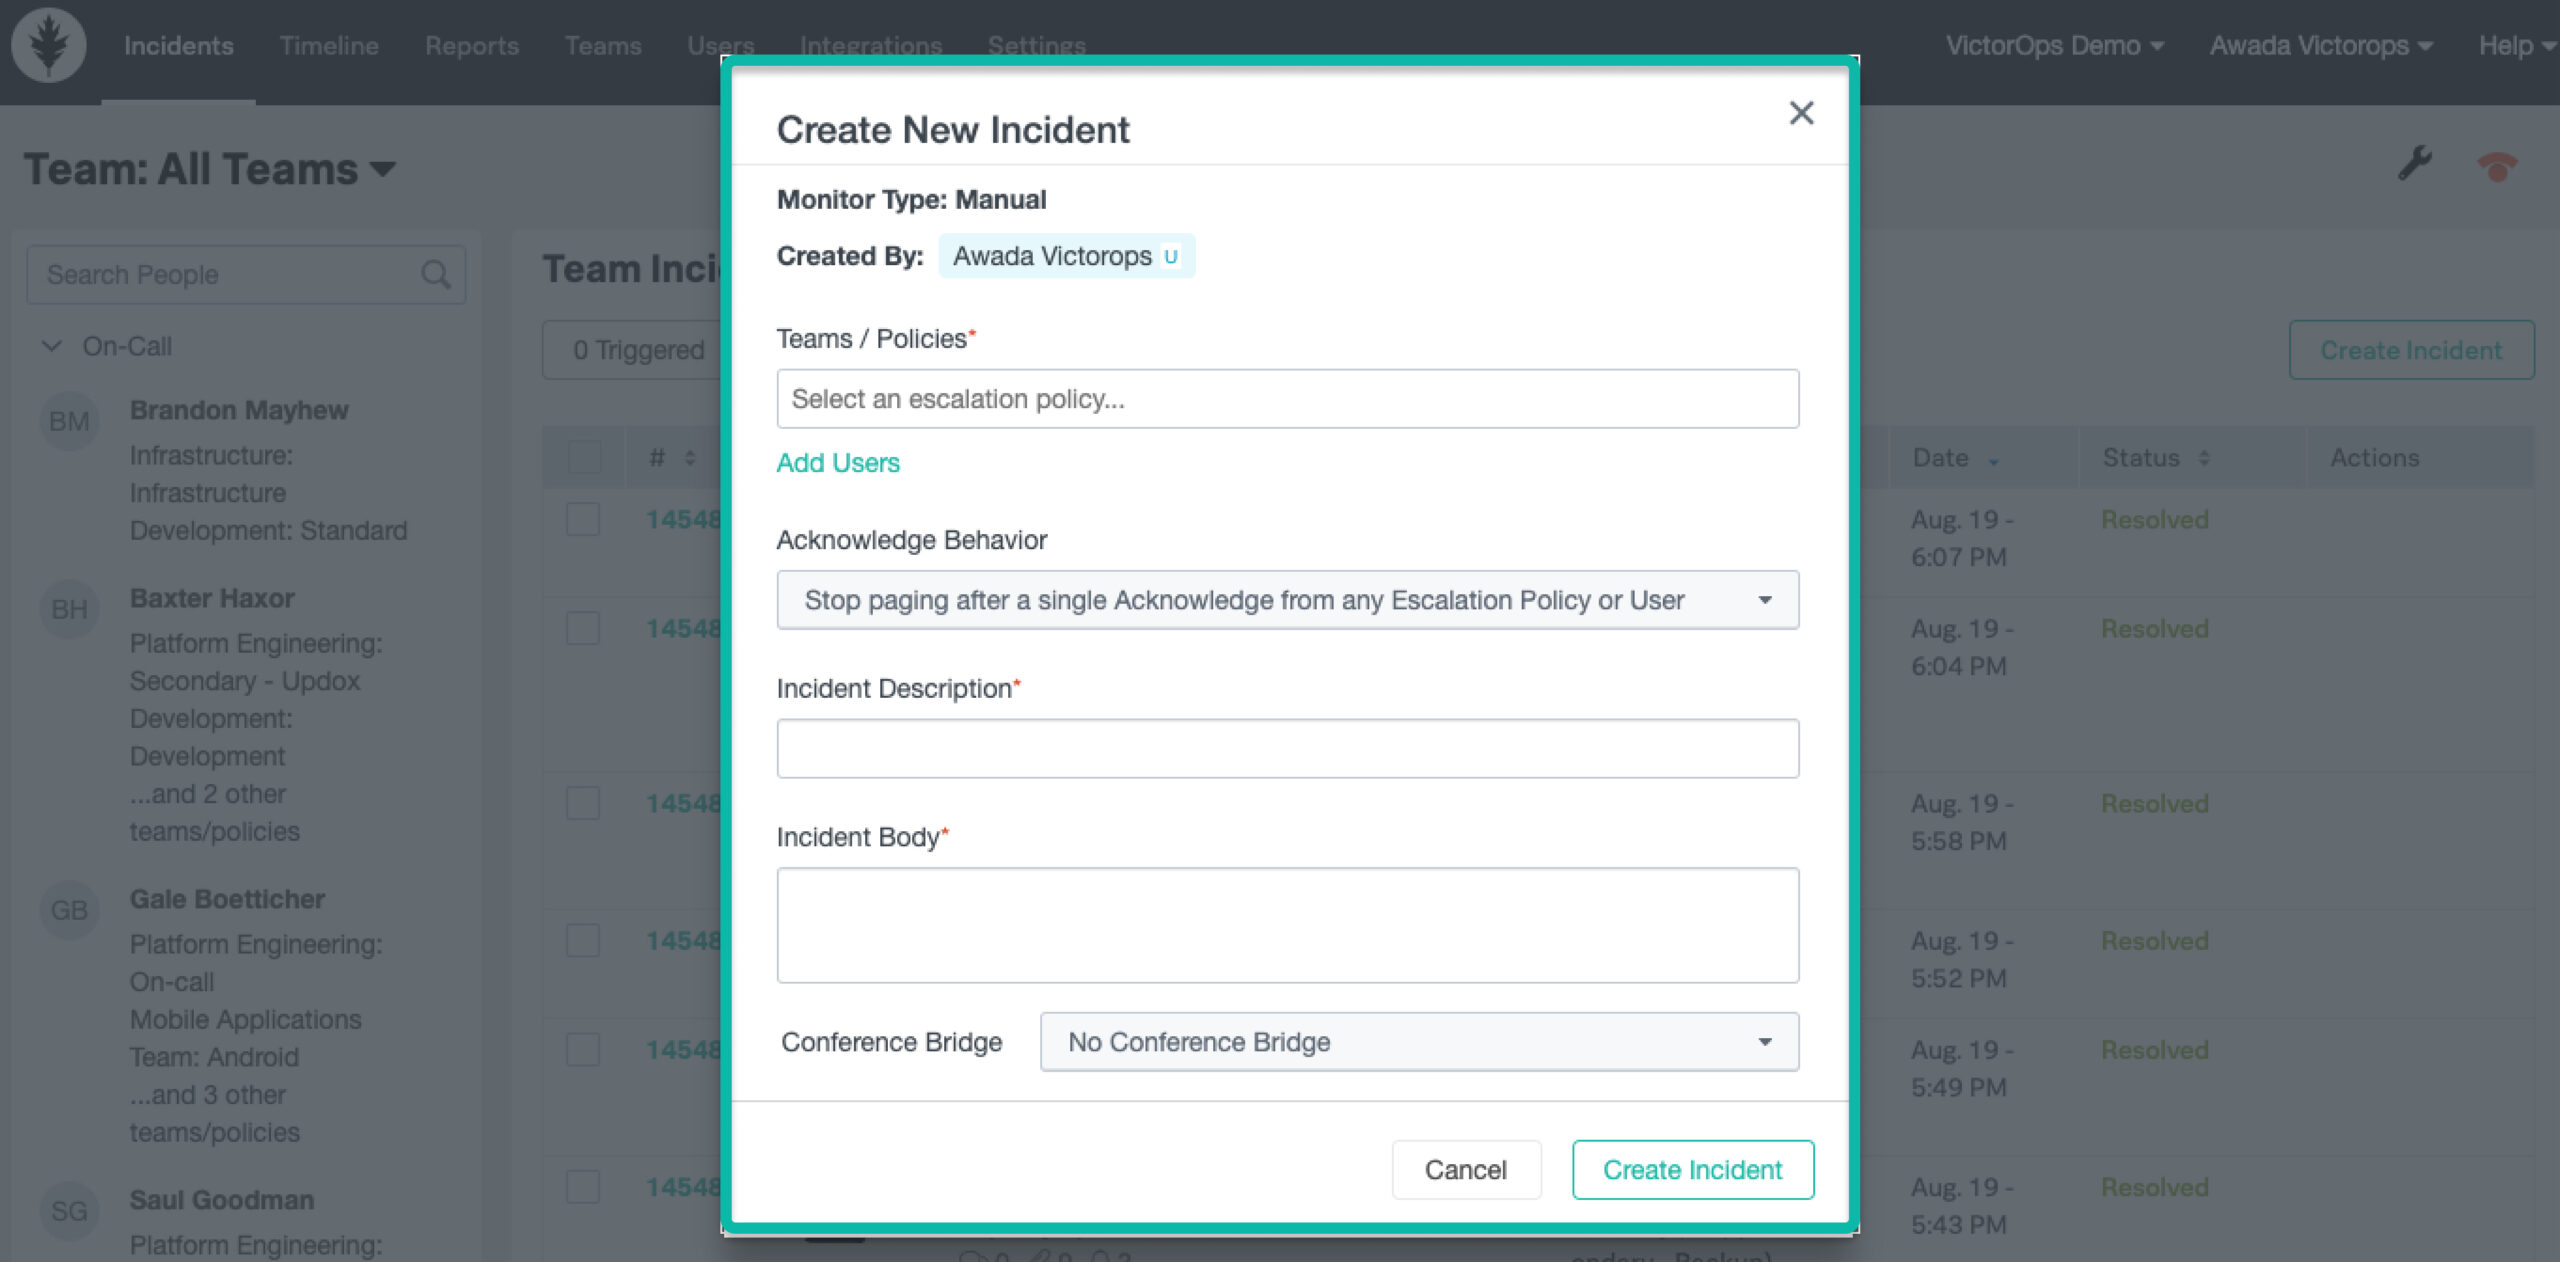 Incidents Timeline Reports Teams Users Integrations Settings VictorOps Demo Awada Victorops Help
Team: All Teams
Search People
On-Call
BM Brandon Mayhew
Infrastructure:
Infrastructure
Development: Standard
BH Baxter Haxor
Platform Engineering:
Secondary - Updox
Development:
Development
...and 2 other
teams/policies
GB Gale Boetticher
Platform Engineering:
On-call
Mobile Applications
Team: Android
...and 3 other
teams/policies
SG Saul Goodman
Platform Engineering:
Team Inci
0 Triggered
#
14548
14548
14548
14548
14548
14548
Create New Incident
Monitor Type: Manual
Created By: Awada Victorops U
Teams / Policies*
Select an escalation policy...
Add Users
Acknowledge Behavior
Stop paging after a single Acknowledge from any Escalation Policy or User
Incident Description*
Incident Body*
Conference Bridge No Conference Bridge
Cancel Create Incident
Create Incident
Date Status Actions
Aug. 19 - Resolved
6:07 PM
Aug. 19 - Resolved
6:04 PM
Aug. 19 - Resolved
5:58 PM
Aug. 19 - Resolved
5:52 PM
Aug. 19 - Resolved
5:49 PM
Aug. 19 - Resolved
5:43 PM